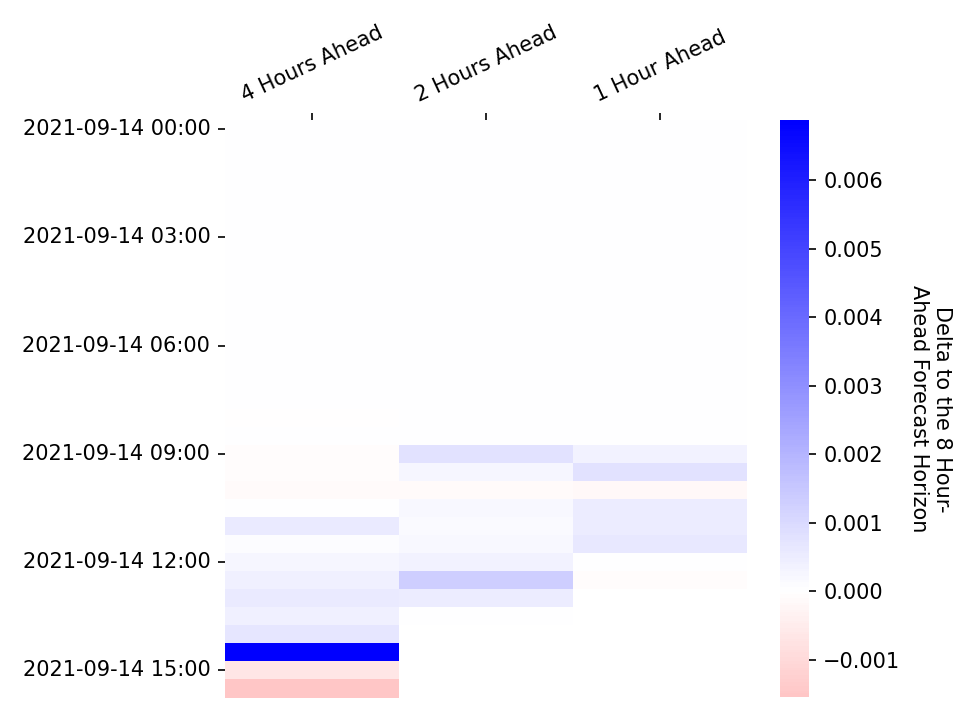 4 Hours Ahead
2 Hours Ahead
1 Hour Ahead
2021-09-14 00:00
2021-09-14 03:00
2021-09-14 06:00
2021-09-14 09:00
2021-09-14 12:00
2021-09-14 15:00
0.006
0.005
0.004
0.003
0.002
0.001
0.000
−0.001
Delta to the 8 Hour-
Ahead Forecast Horizon